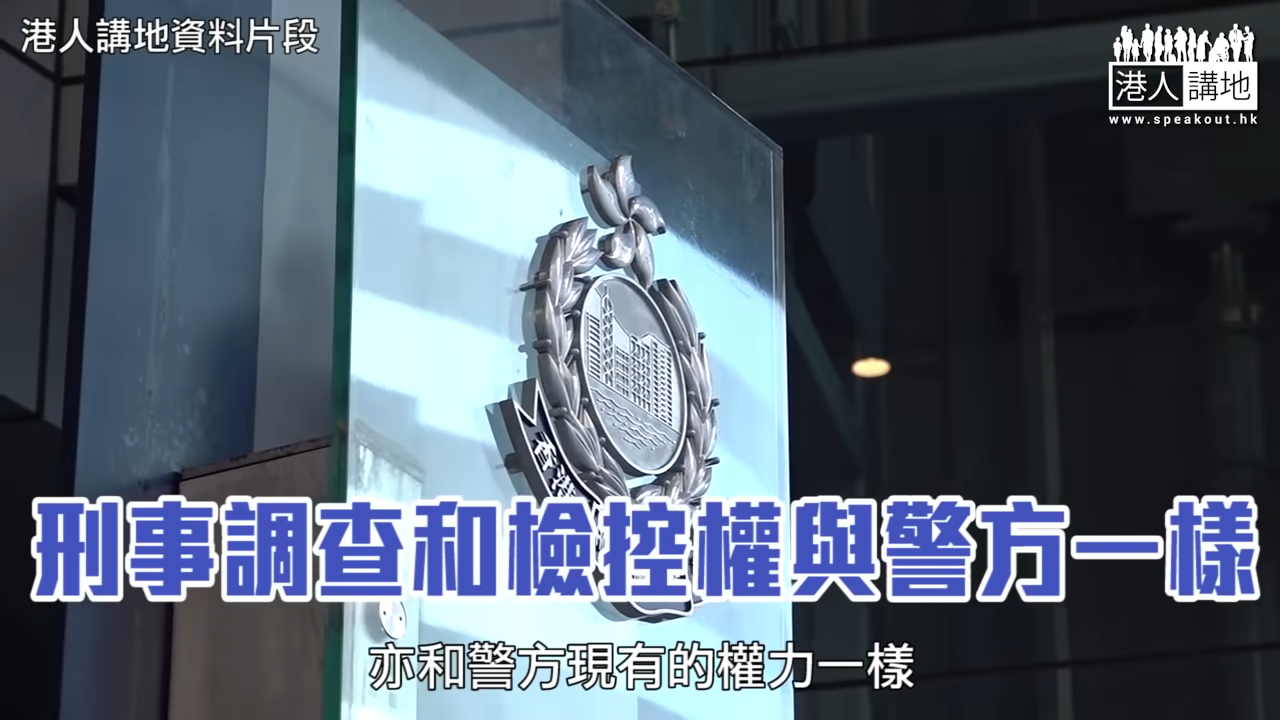 港人講地資料片段
港人講地
www.speakout.hk
香港
刑事調查和檢控權與警方一樣
亦和警方現有的權力一樣